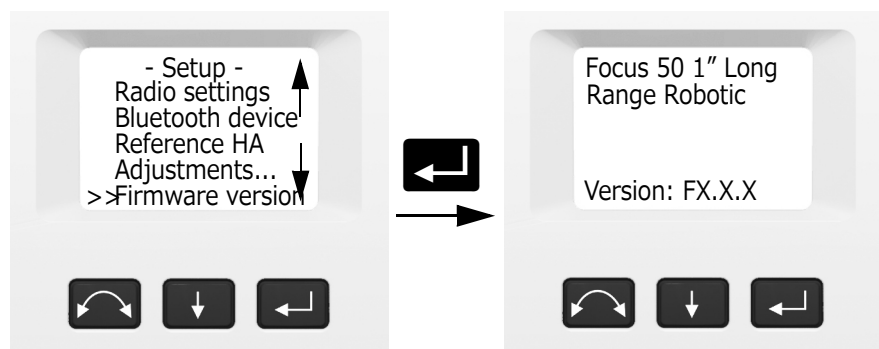 - Setup -
Radio settings
Bluetooth device
Reference HA
Adjustments...
>>Firmware version
Focus 50 1” Long
Range Robotic
Version: FX.X.X